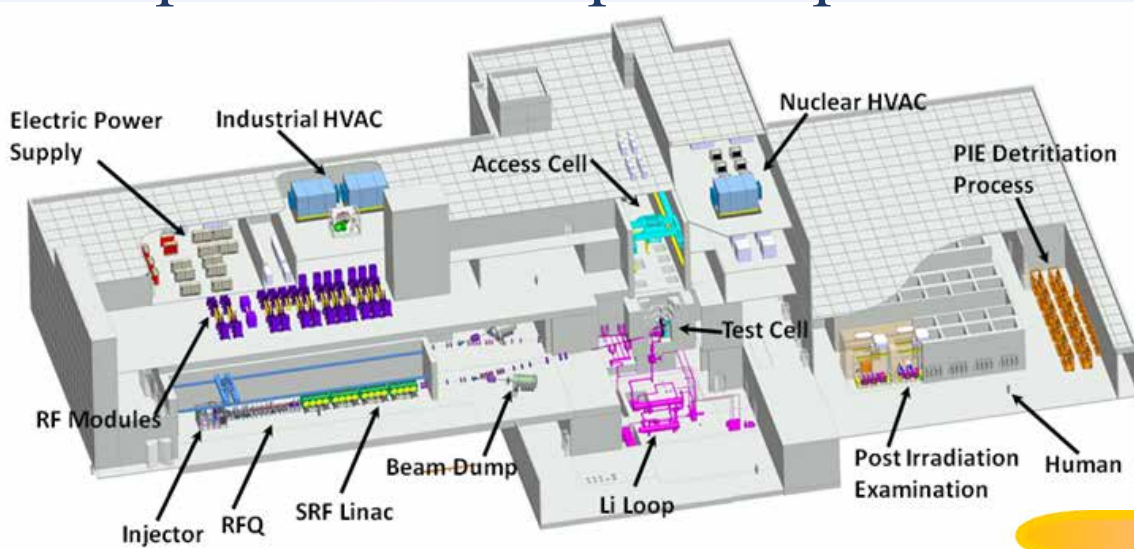 Electric Power
Supply
Industrial HVAC
Nuclear HVAC
Access Cell
PIE Detritiation
Process
Test Cell
RF Modules
Beam Dump
Injector
RFQ
SRF Linac
Li Loop
Post Irradiation
Examination
Human